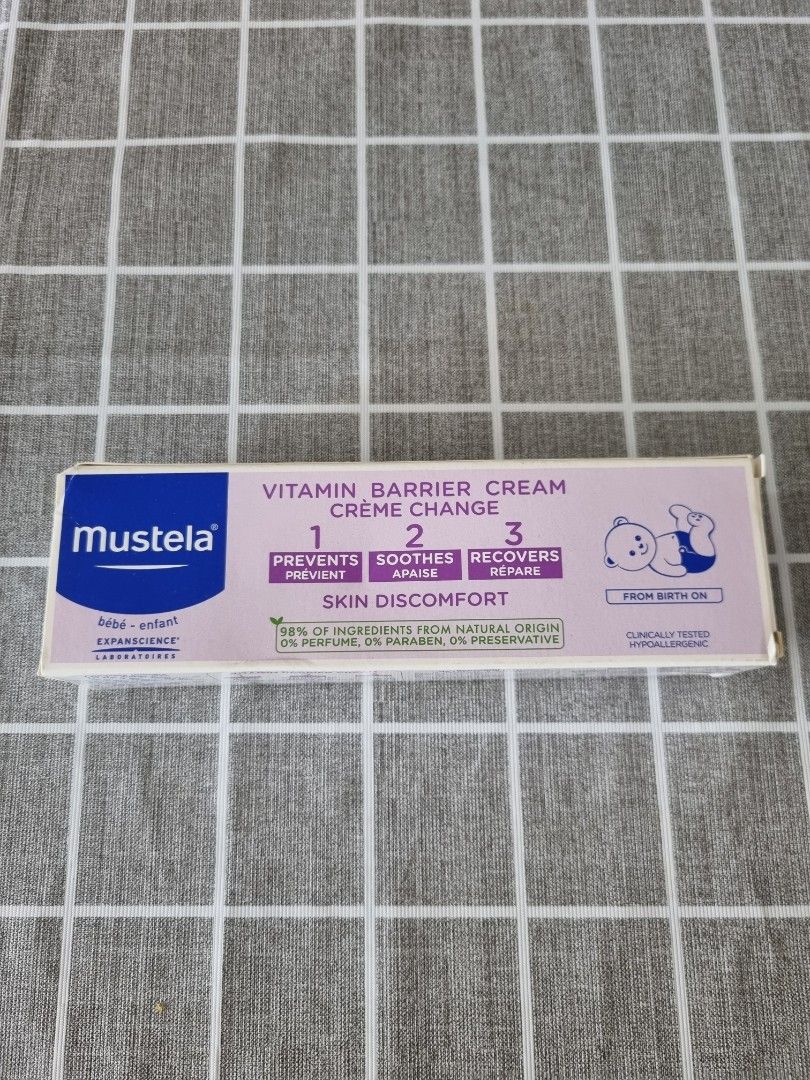 mustela®
bébé - enfant
EXPANSCIENCE®
LABORATOIRES
VITAMIN BARRIER CREAM
CRÈME CHANGE
1 2 3
PREVENTS SOOTHES RECOVERS
PRÉVIENT APAISE RÉPARE
SKIN DISCOMFORT
98% OF INGREDIENTS FROM NATURAL ORIGIN
0% PERFUME, 0% PARABEN, 0% PRESERVATIVE
FROM BIRTH ON
CLINICALLY TESTED
HYPOALLERGENIC